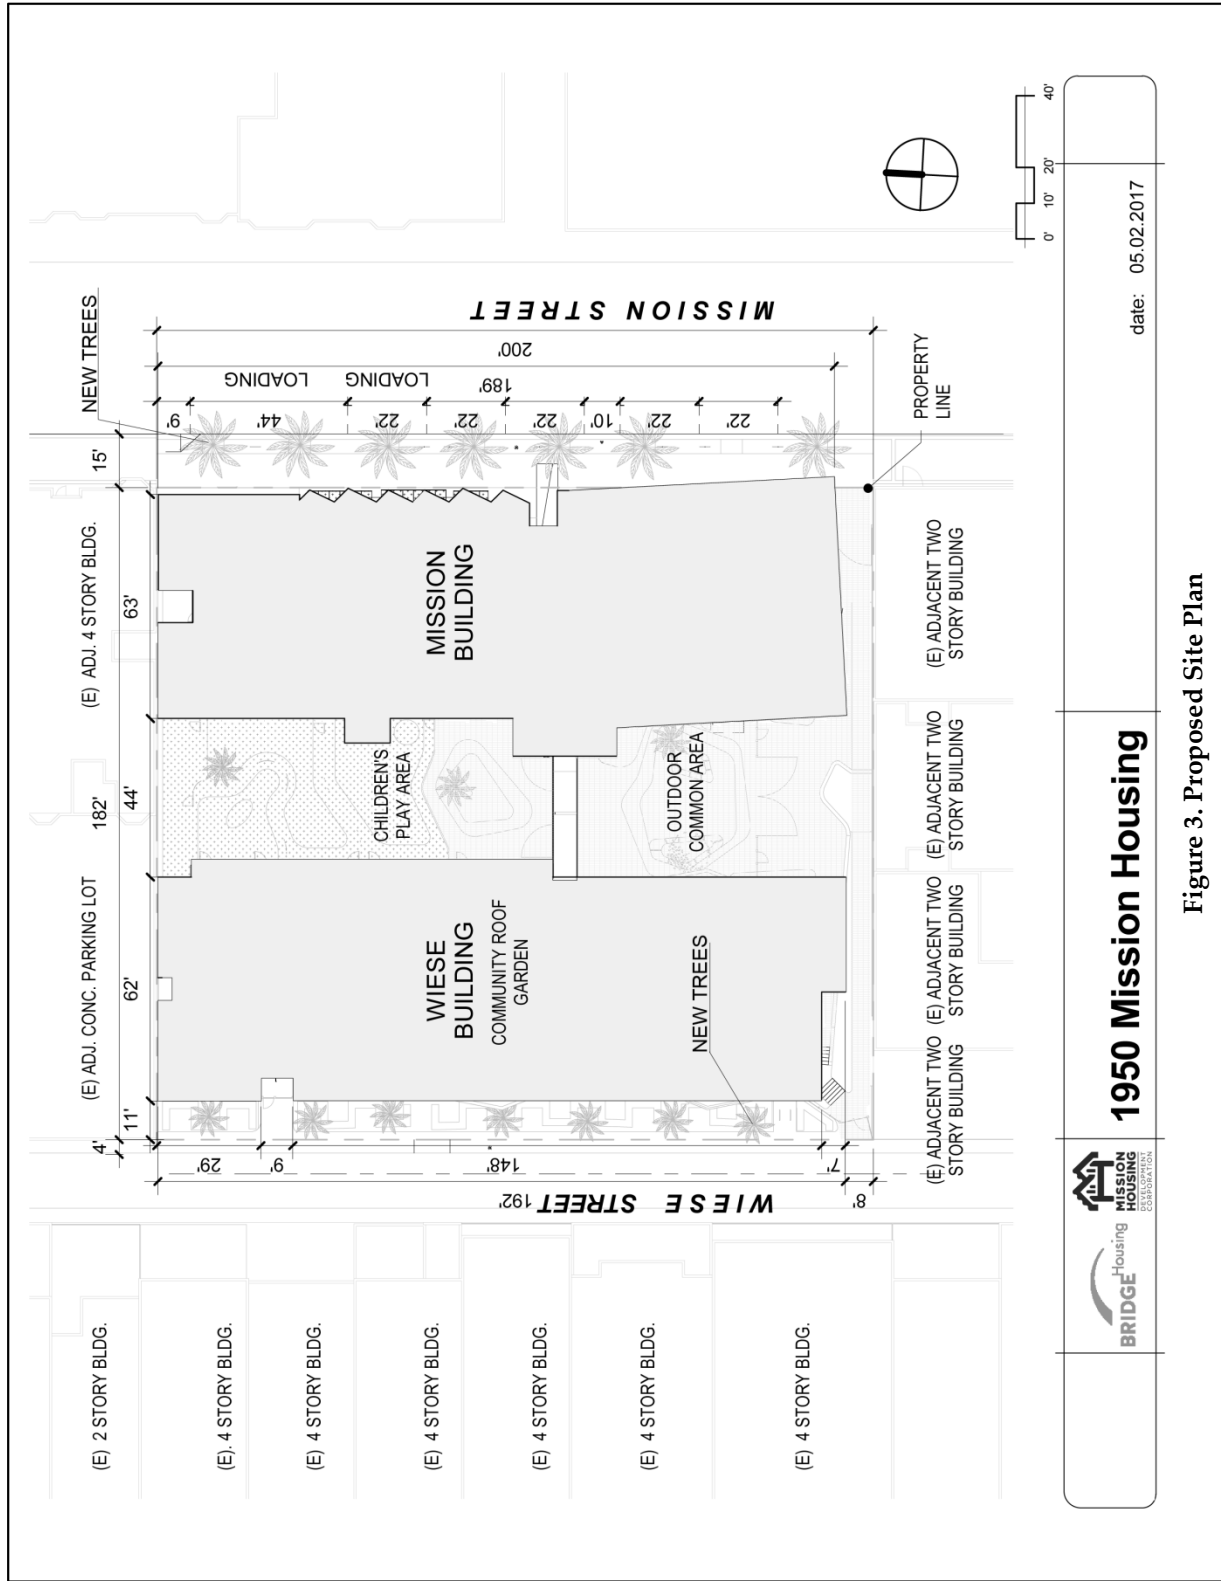 (E) ADJ. CONC. PARKING LOT
(E) ADJ. 4 STORY BLDG.
NEW TREES
4'
182'
15'
11'
62'
44'
63'
(E) 2 STORY BLDG.
(E). 4 STORY BLDG.
(E) 4 STORY BLDG.
(E) 4 STORY BLDG.
(E) 4 STORY BLDG.
(E) 4 STORY BLDG.
(E) 4 STORY BLDG.
WIESE STREET
192'
8'
29'
9'
148'
7'
WIESE
BUILDING
COMMUNITY ROOF
GARDEN
NEW TREES
CHILDREN'S
PLAY AREA
OUTDOOR
COMMON AREA
MISSION
BUILDING
9'
44'
22'
22'
22'
10'
22'
22'
LOADING
LOADING
189'
200'
MISSION STREET
PROPERTY
LINE
(E) ADJACENT TWO
STORY BUILDING
(E) ADJACENT TWO
STORY BUILDING
(E) ADJACENT TWO
STORY BUILDING
(E) ADJACENT TWO
STORY BUILDING
0'
10'
20'
40'
BRIDGE Housing
MISSION
HOUSING
DEVELOPMENT
CORPORATION
1950 Mission Housing
date: 05.02.2017
Figure 3. Proposed Site Plan